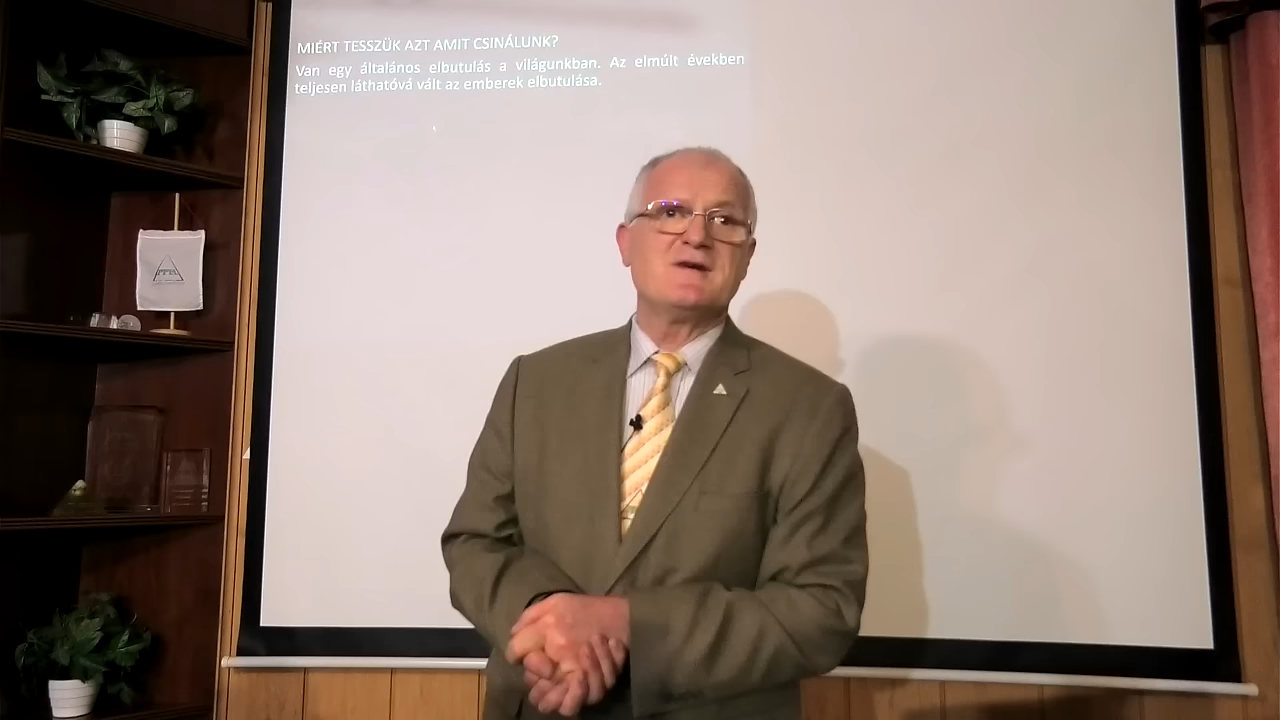 MIÉRT TESSZÜK AZT AMIT CSINÁLUNK?
Van egy általános elbutulás a világunkban. Az elmúlt években
teljesen láthatóvá vált az emberek elbutulása.